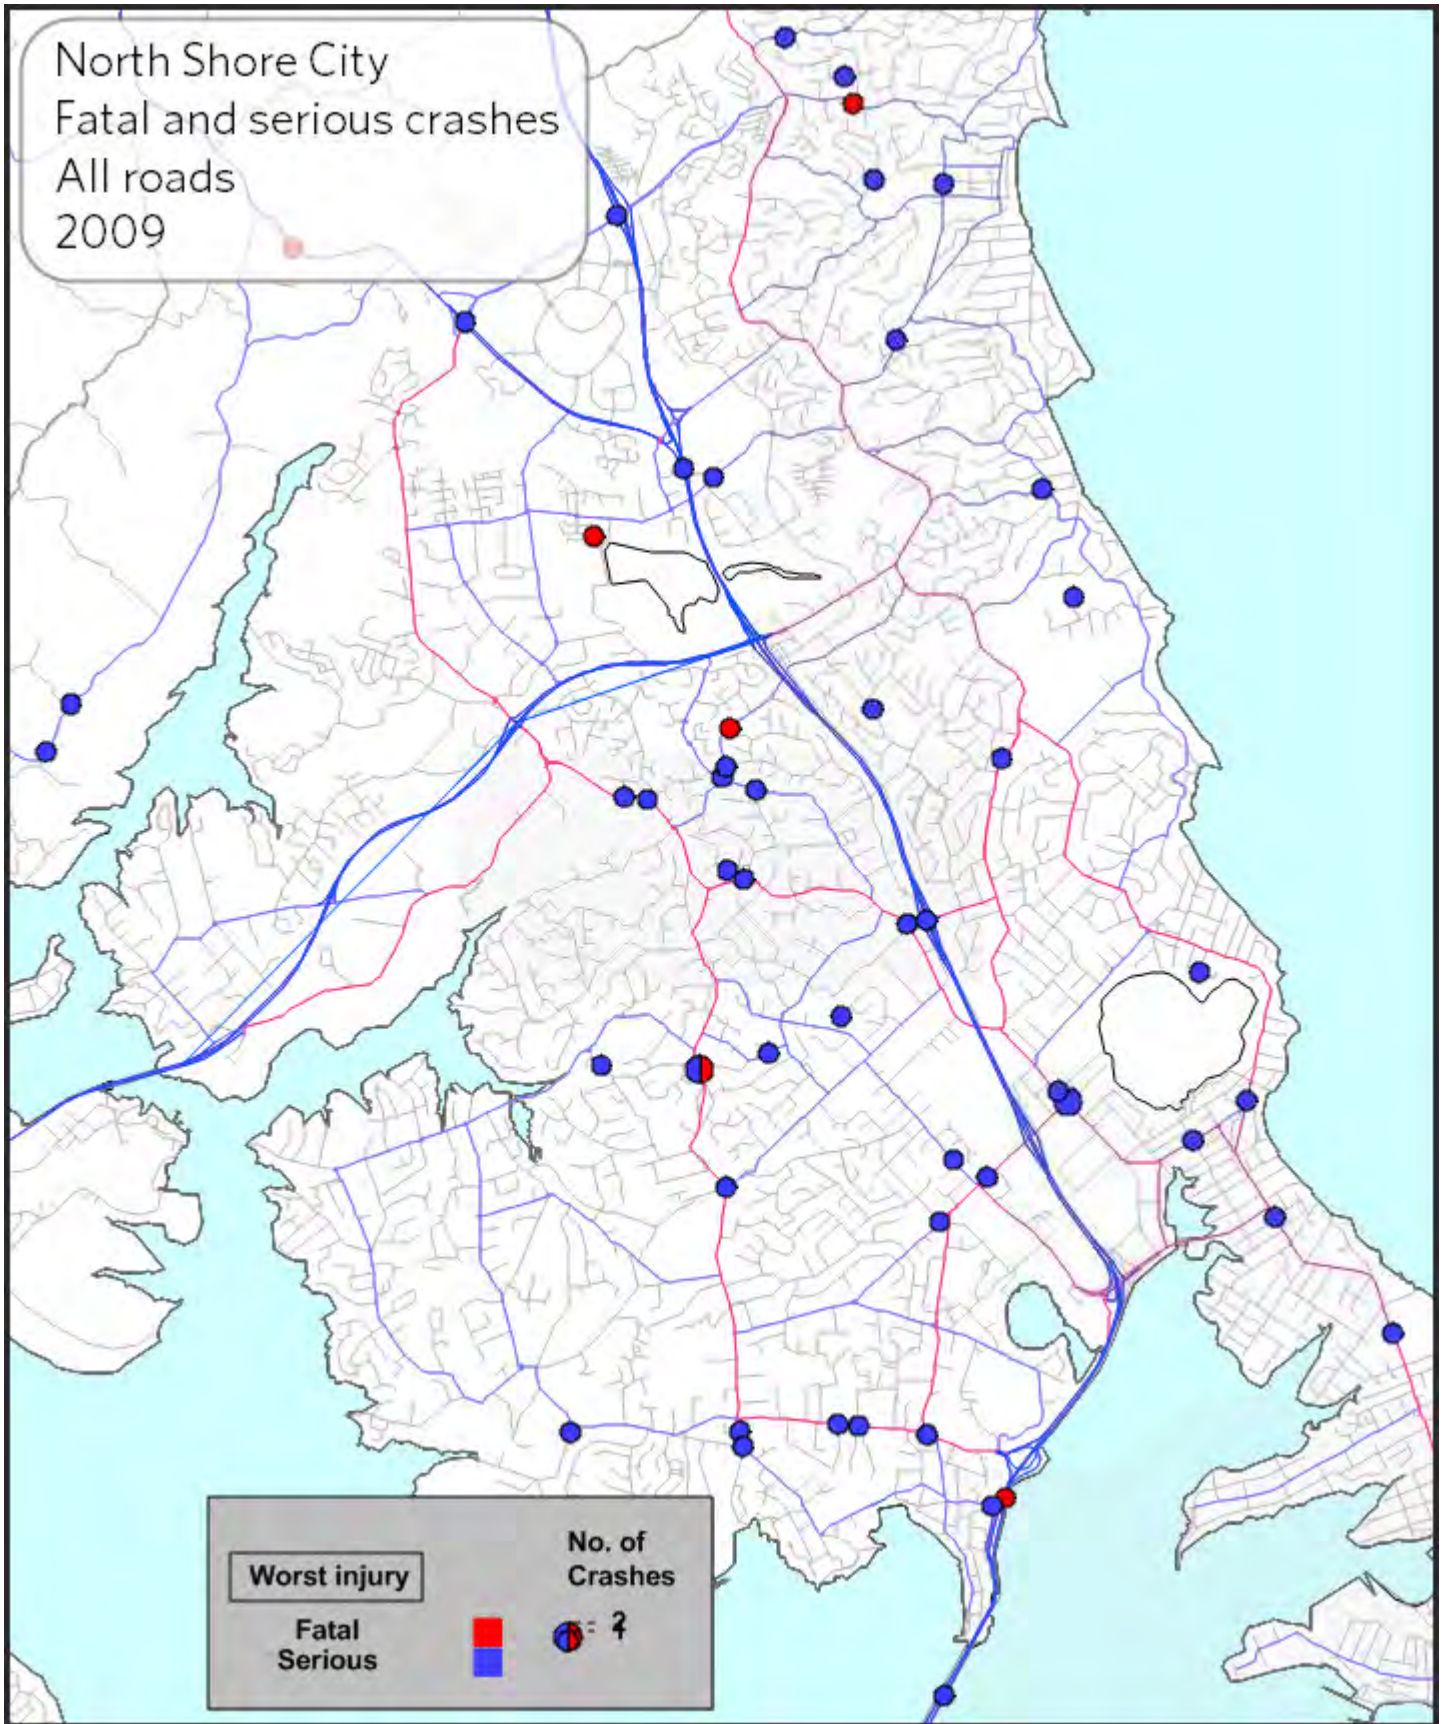 North Shore City
Fatal and serious crashes
All roads
2009
No. of
Crashes
Worst injury
Fatal
Serious